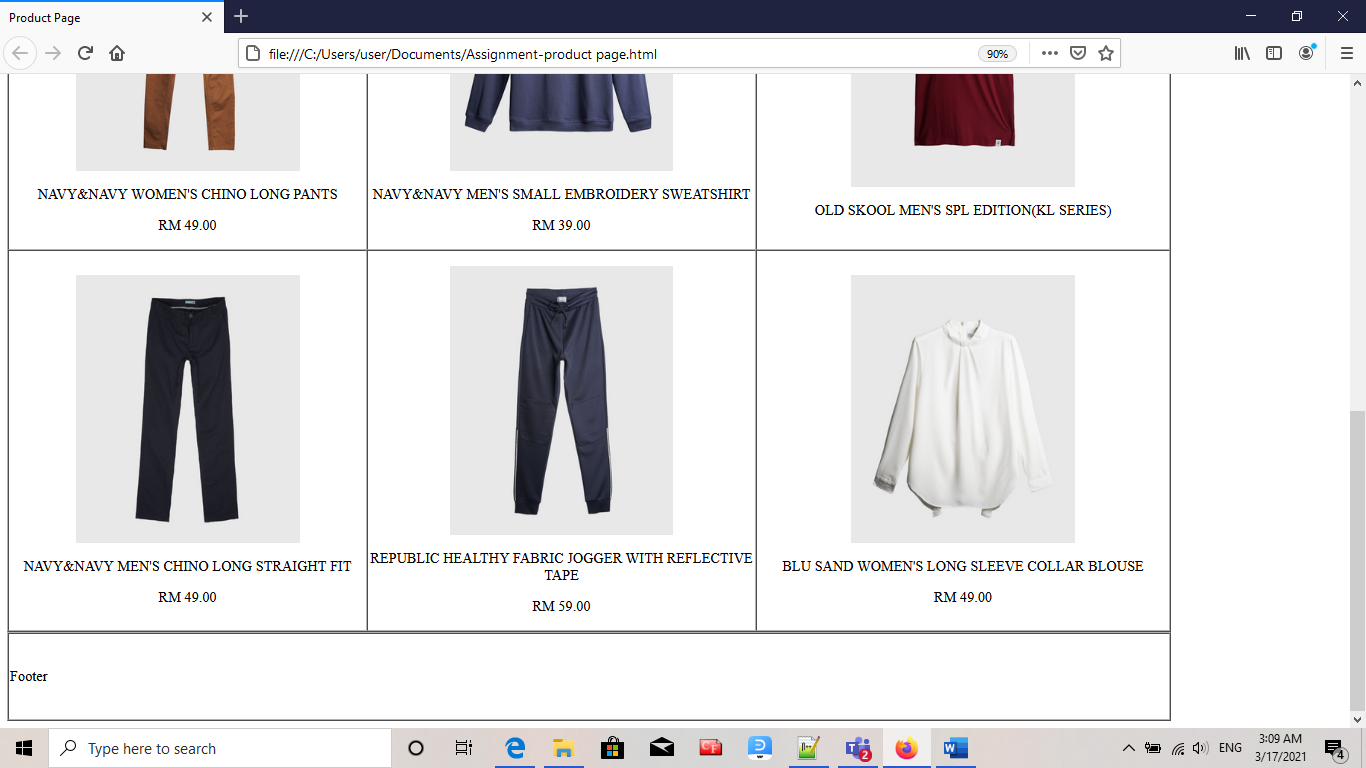 Product Page
file:///C:/Users/user/Documents/Assignment-product page.html
90%
NAVY&NAVY WOMEN'S CHINO LONG PANTS
RM 49.00
NAVY&NAVY MEN'S SMALL EMBROIDERY SWEATSHIRT
RM 39.00
OLD SKOOL MEN'S SPL EDITION(KL SERIES)
NAVY&NAVY MEN'S CHINO LONG STRAIGHT FIT
RM 49.00
REPUBLIC HEALTHY FABRIC JOGGER WITH REFLECTIVE
TAPE
RM 59.00
BLU SAND WOMEN'S LONG SLEEVE COLLAR BLOUSE
RM 49.00
Footer
Type here to search
CF
2
W
ENG
3:09 AM
3/17/2021
4